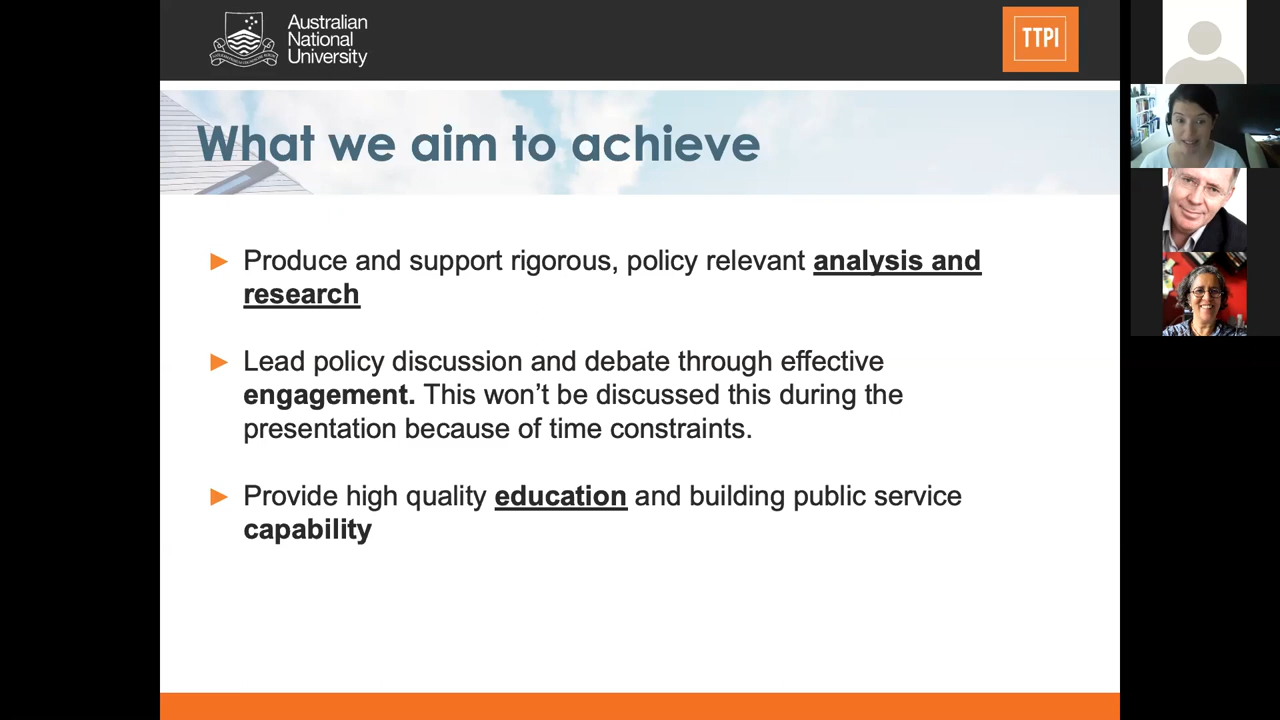 Australian
National
University
TTPI
What we aim to achieve
► Produce and support rigorous, policy relevant analysis and
research
► Lead policy discussion and debate through effective
engagement. This won’t be discussed this during the
presentation because of time constraints.
► Provide high quality education and building public service
capability